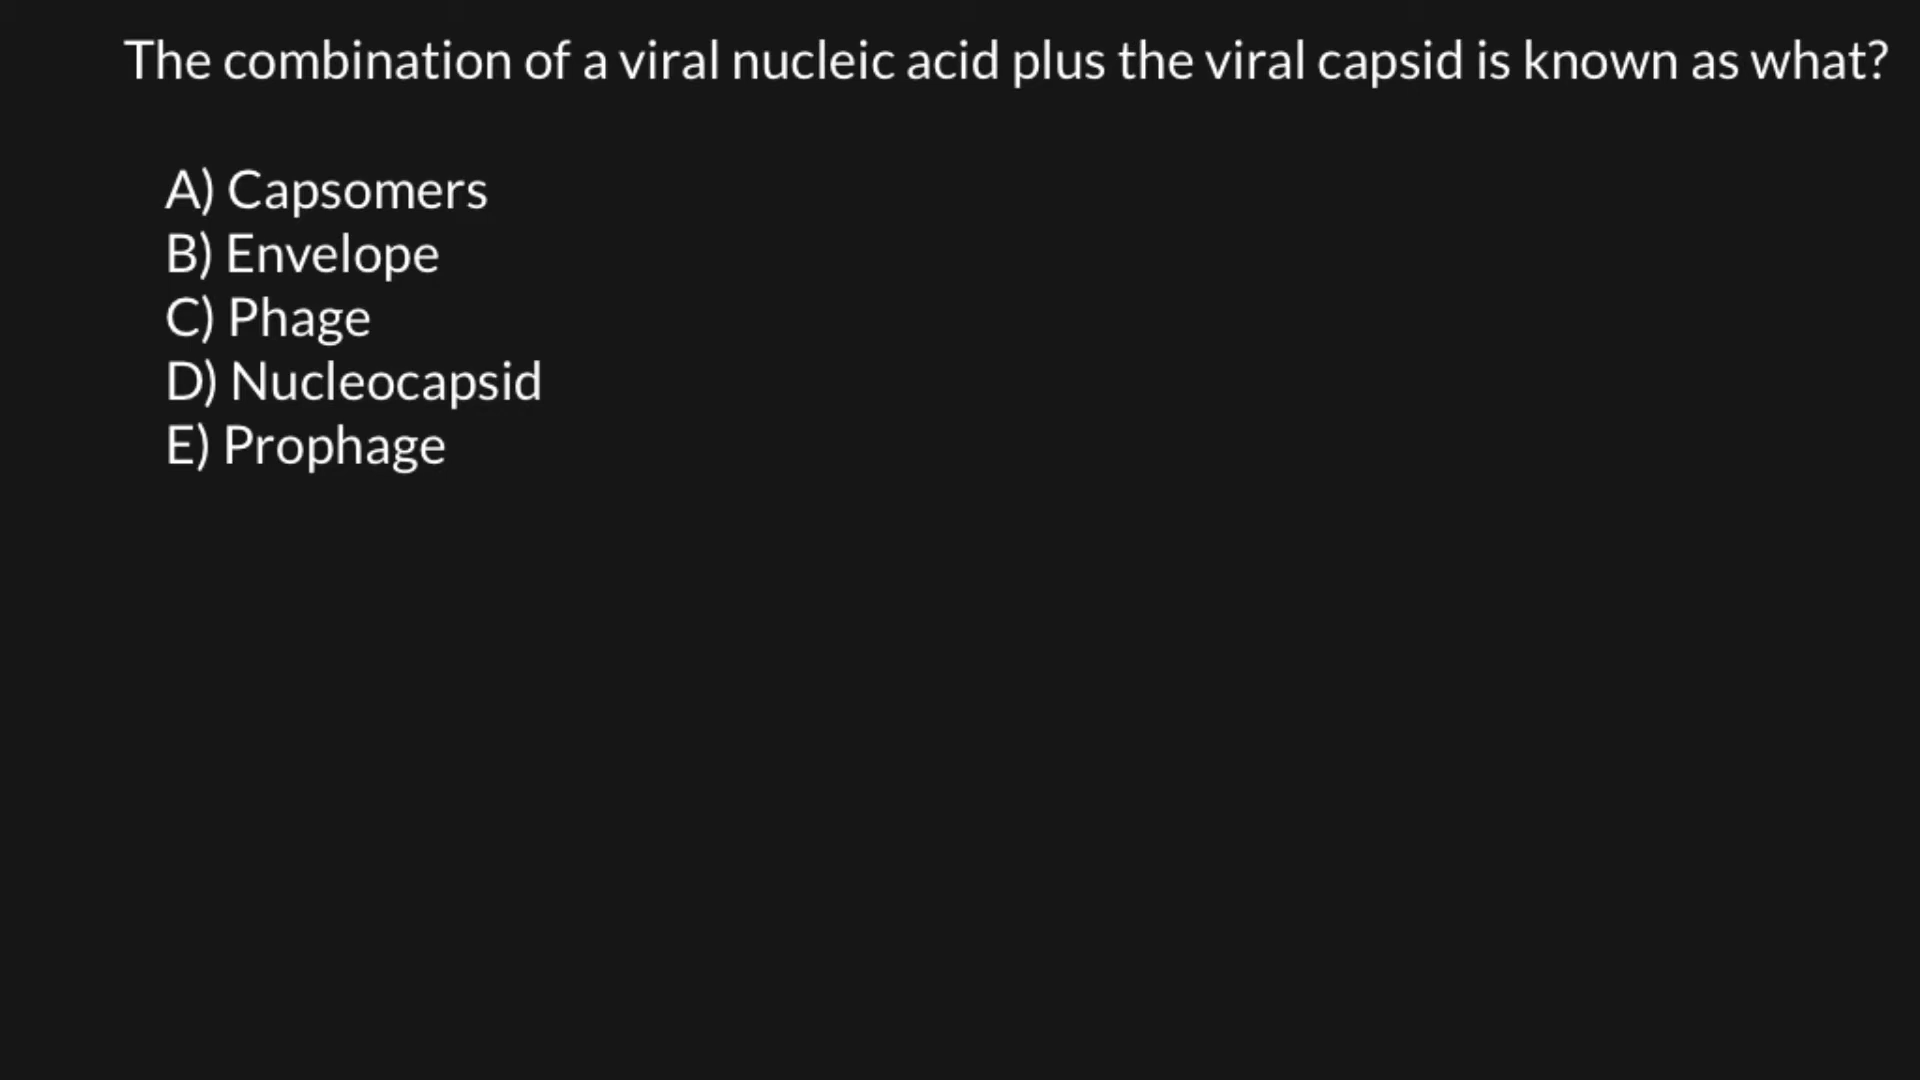 The combination of a viral nucleic acid plus the viral capsid is known as what?
A) Capsomers
B) Envelope
C) Phage
D) Nucleocapsid
E) Prophage